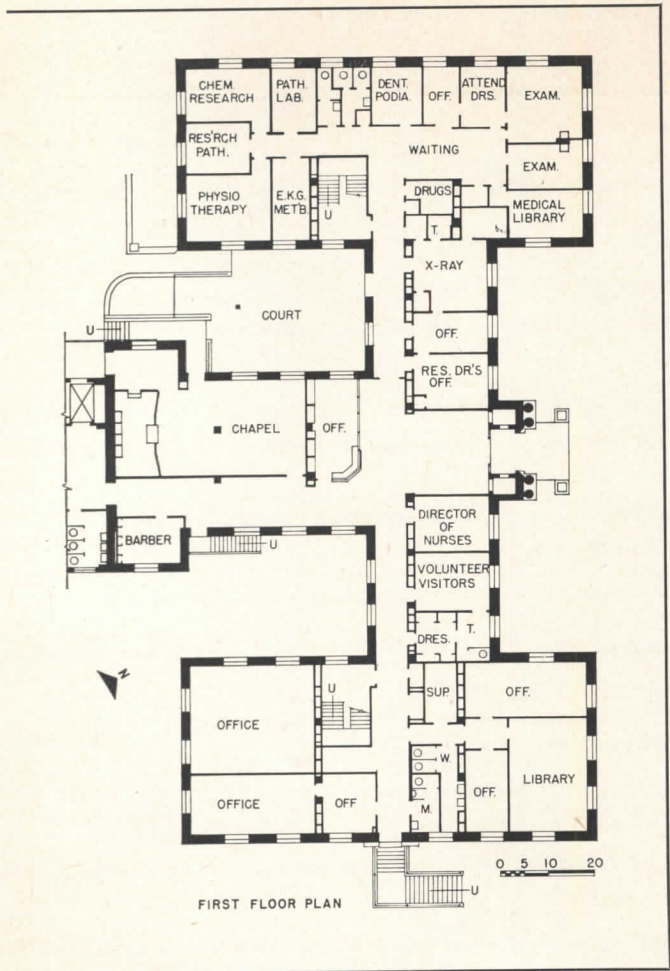 CHEM.
RESEARCH
PATH.
LAB.
DENT.
PODIA.
OFF.
ATTEND
DRS.
EXAM.
RES'RCH
PATH.
WAITING
EXAM.
PHYSIO
THERAPY
E.K.G.
MET'B.
U
DRUGS
T.
MEDICAL
LIBRARY
X-RAY
COURT
U
OFF.
RES. DR'S
OFF.
CHAPEL
OFF.
DIRECTOR
OF
NURSES
BARBER
U
VOLUNTEER
VISITORS
DRES.
T.
N
U
SUP.
OFF.
OFFICE
W.
LIBRARY
OFFICE
OFF
M.
OFF.
0 5 10 20
U
FIRST FLOOR PLAN